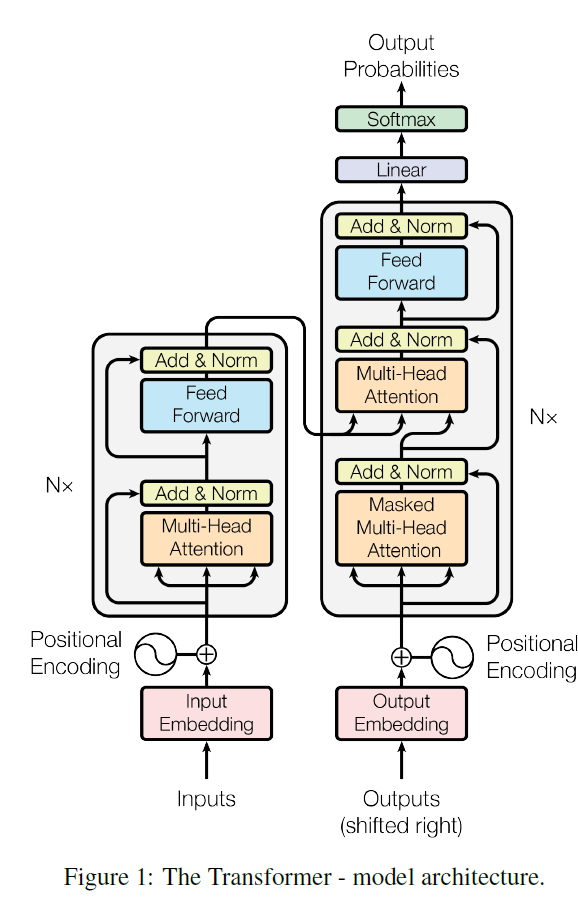 Output
Probabilities
Softmax
Linear
Add & Norm
Feed
Forward
Add & Norm
Multi-Head
Attention
Add & Norm
Masked
Multi-Head
Attention
N×
Add & Norm
Feed
Forward
Add & Norm
Multi-Head
Attention
N×
Positional
Encoding
Positional
Encoding
Input
Embedding
Output
Embedding
Inputs
Outputs
(shifted right)
Figure 1: The Transformer - model architecture.